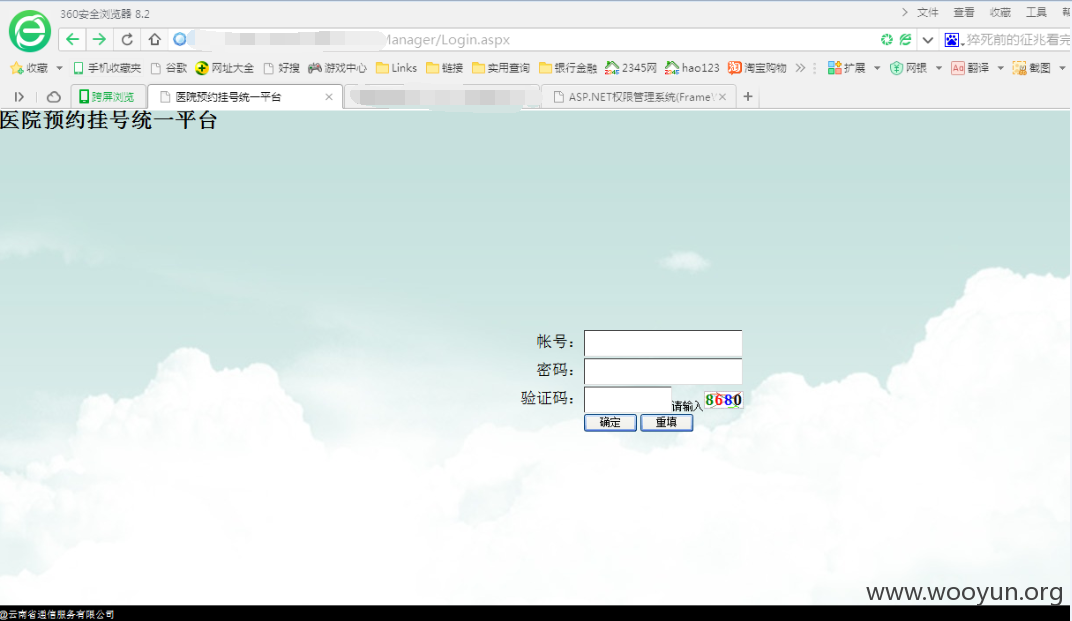 360安全浏览器 8.2
文件 查看 收藏 工具
Manager/Login.aspx
猝死前的征兆看完
收藏 手机收藏夹 谷歌 网址大全 好搜 游戏中心 Links 链接 实用查询 银行金融 2345网 hao123 淘宝购物 扩展 网银 翻译 截图
跨屏浏览 医院预约挂号统一平台 ASP.NET权限管理系统(Frame
医院预约挂号统一平台
帐号：
密码：
验证码： 请输入 8680
确定 重填
www.wooyun.org
@云南省通信服务有限公司